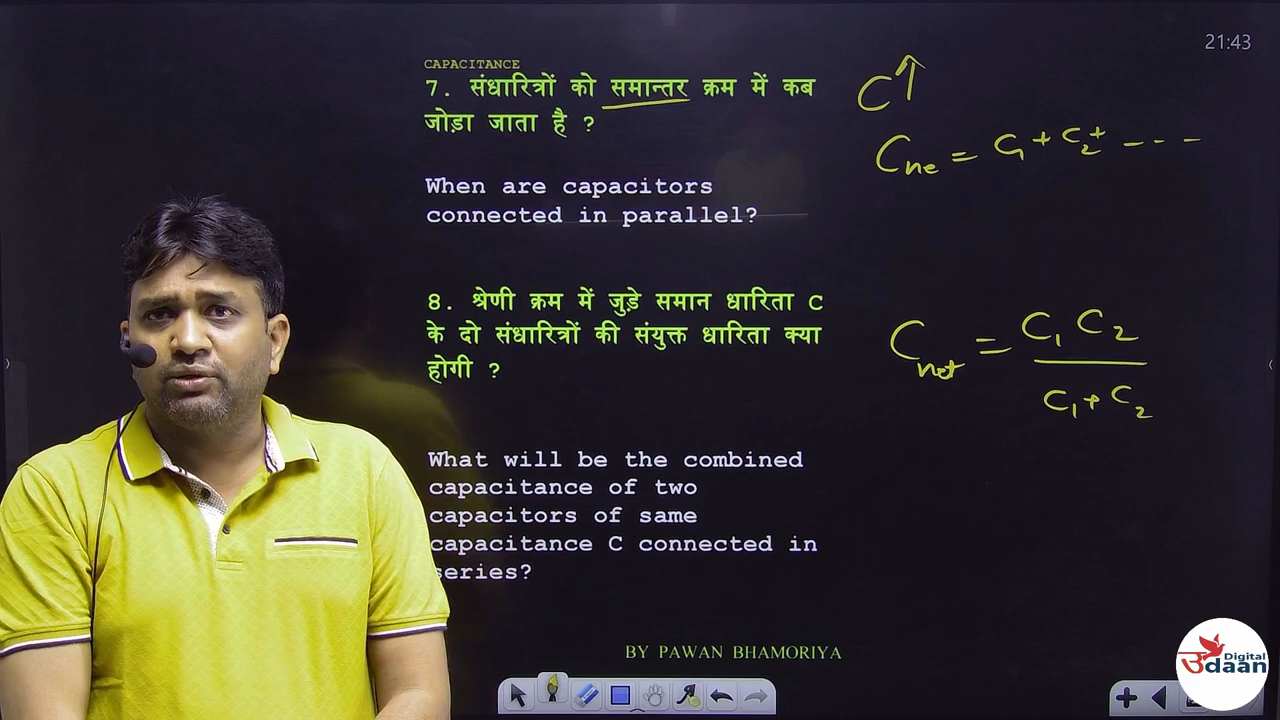 21:43
CAPACITANCE
7. संधारित्रों को समान्तर क्रम में कब
जोड़ा जाता है ?
C↑
Cne = C1 + C2 + ---
When are capacitors
connected in parallel?
8. श्रेणी क्रम में जुड़े समान धारिता C
के दो संधारित्रों की संयुक्त धारिता क्या
होगी ?
Cnet = C1 C2
C1 + C2
What will be the combined
capacitance of two
capacitors of same
capacitance C connected in
series?
BY PAWAN BHAMORIYA
Digital
उdaan